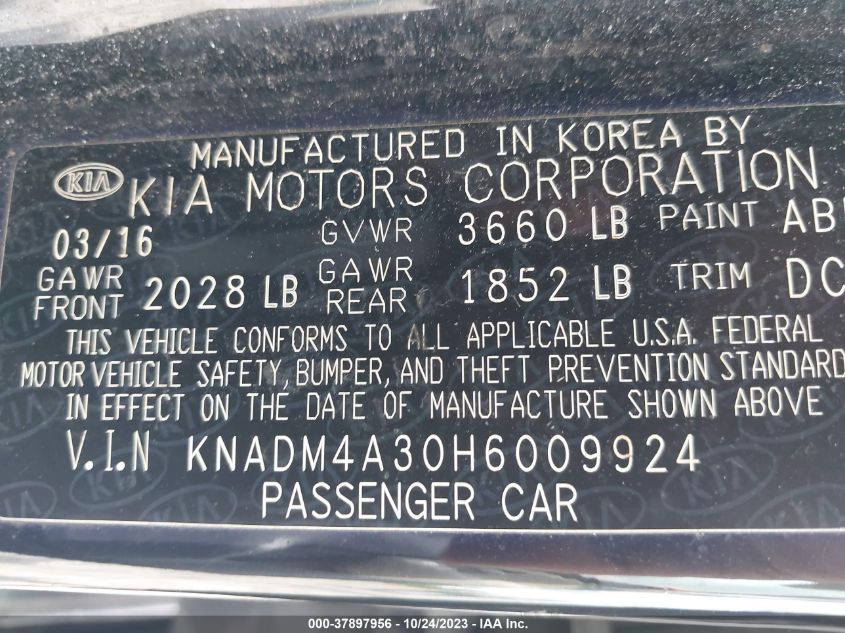 MANUFACTURED IN KOREA BY
KIA KIA MOTORS CORPORATION
03/16 GVWR 3660 LB PAINT
GAWR FRONT 2028 LB GAWR REAR 1852 LB TRIM DC
THIS VEHICLE CONFORMS TO ALL APPLICABLE U.S.A. FEDERAL
MOTOR VEHICLE SAFETY, BUMPER, AND THEFT PREVENTION STANDARD
IN EFFECT ON THE DATE OF MANUFACTURE SHOWN ABOVE
V.I.N KNADM4A30H6009924
PASSENGER CAR
000-37897956 - 10/24/2023 - IAA Inc.